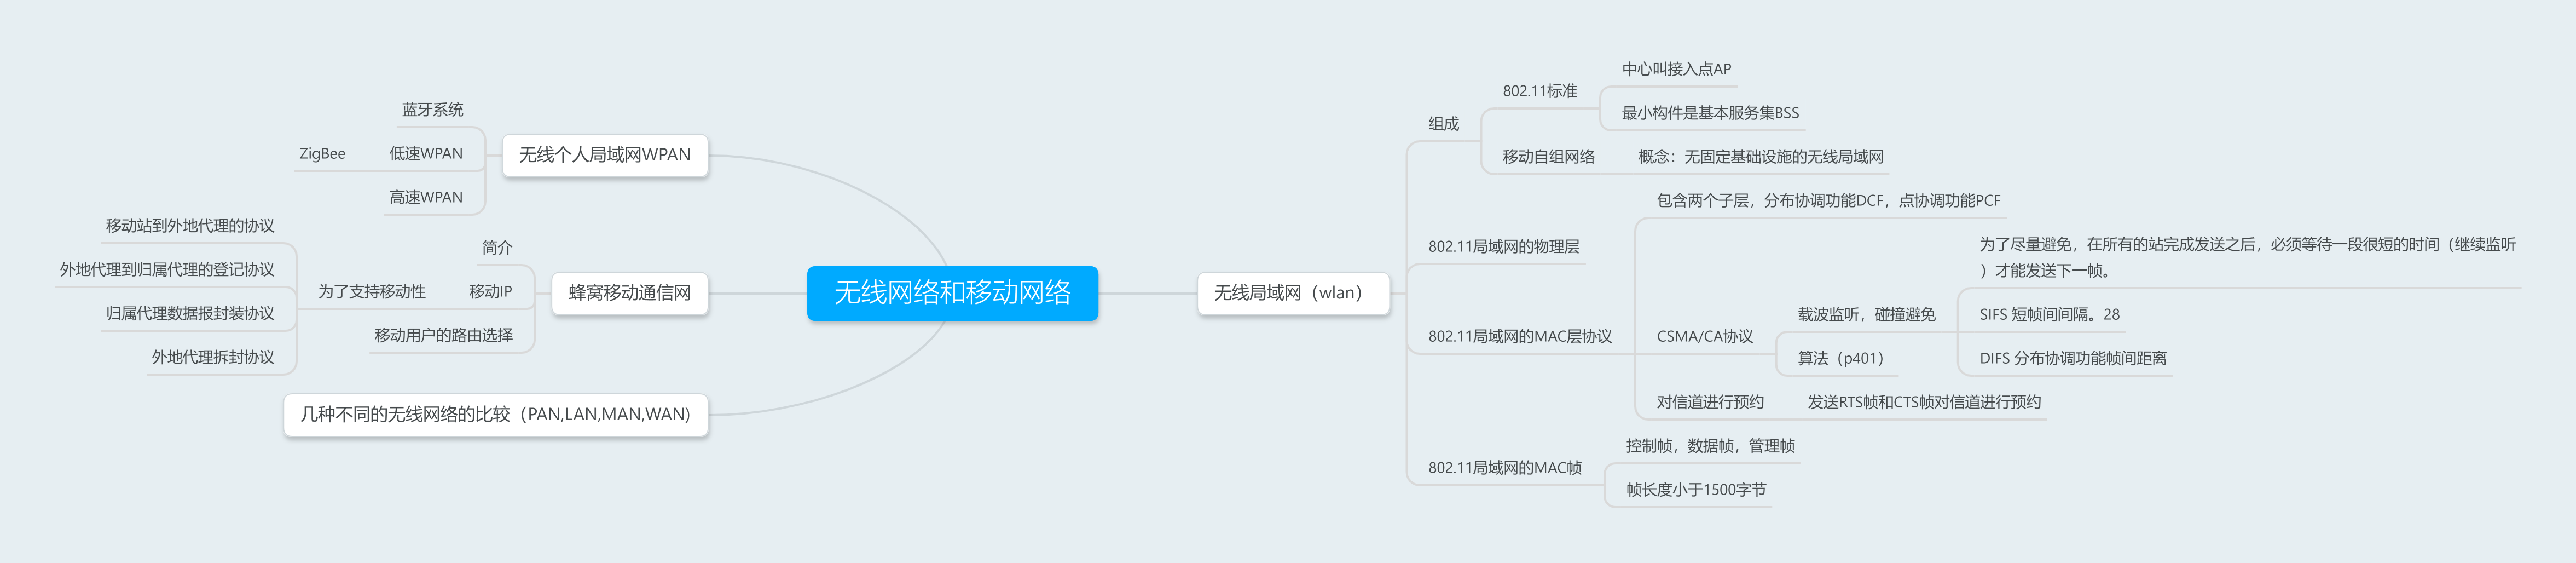 无线网络和移动网络
无线个人局域网WPAN
蓝牙系统
低速WPAN
ZigBee
高速WPAN
蜂窝移动通信网
简介
移动IP
为了支持移动性
移动站到外地代理的协议
外地代理到归属代理的登记协议
归属代理数据报封装协议
外地代理拆封协议
移动用户的路由选择
几种不同的无线网络的比较（PAN,LAN,MAN,WAN)
无线局域网（wlan）
组成
802.11标准
中心叫接入点AP
最小构件是基本服务集BSS
移动自组网络
概念：无固定基础设施的无线局域网
802.11局域网的物理层
802.11局域网的MAC层协议
包含两个子层，分布协调功能DCF，点协调功能PCF
CSMA/CA协议
载波监听，碰撞避免
为了尽量避免，在所有的站完成发送之后，必须等待一段很短的时间（继续监听
）才能发送下一帧。
SIFS 短帧间间隔。28
DIFS 分布协调功能帧间距离
算法（p401）
对信道进行预约
发送RTS帧和CTS帧对信道进行预约
802.11局域网的MAC帧
控制帧，数据帧，管理帧
帧长度小于1500字节